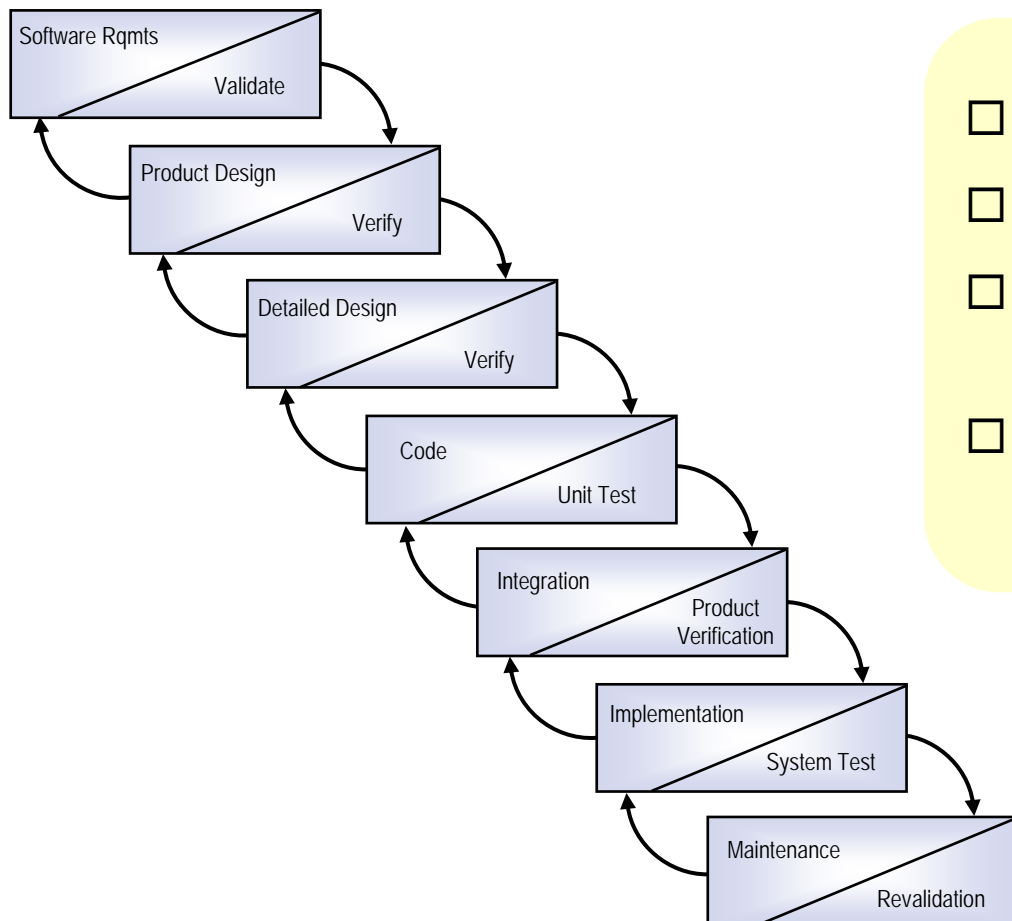 Software Rqmts
Validate
Product Design
Verify
Detailed Design
Verify
Code
Unit Test
Integration
Product
Verification
Implementation
System Test
Maintenance
Revalidation